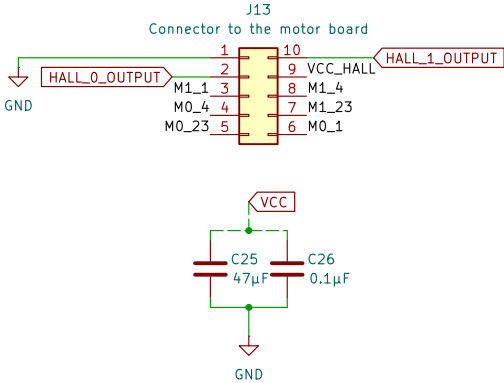 J13
Connector to the motor board
1 10 HALL_1_OUTPUT
HALL_0_OUTPUT 2 9 VCC_HALL
GND
M1_1 3 8 M1_4
M0_4 4 7 M1_23
M0_23 5 6 M0_1
VCC
C25 C26
47µF 0.1µF
GND